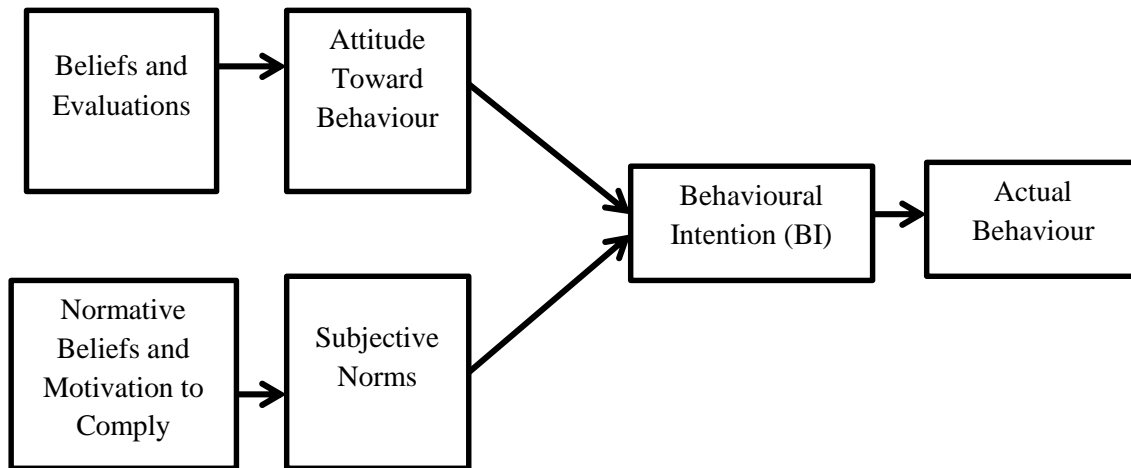 Beliefs and
Evaluations
Attitude
Toward
Behaviour
Normative
Beliefs and
Motivation to
Comply
Subjective
Norms
Behavioural
Intention (BI)
Actual
Behaviour